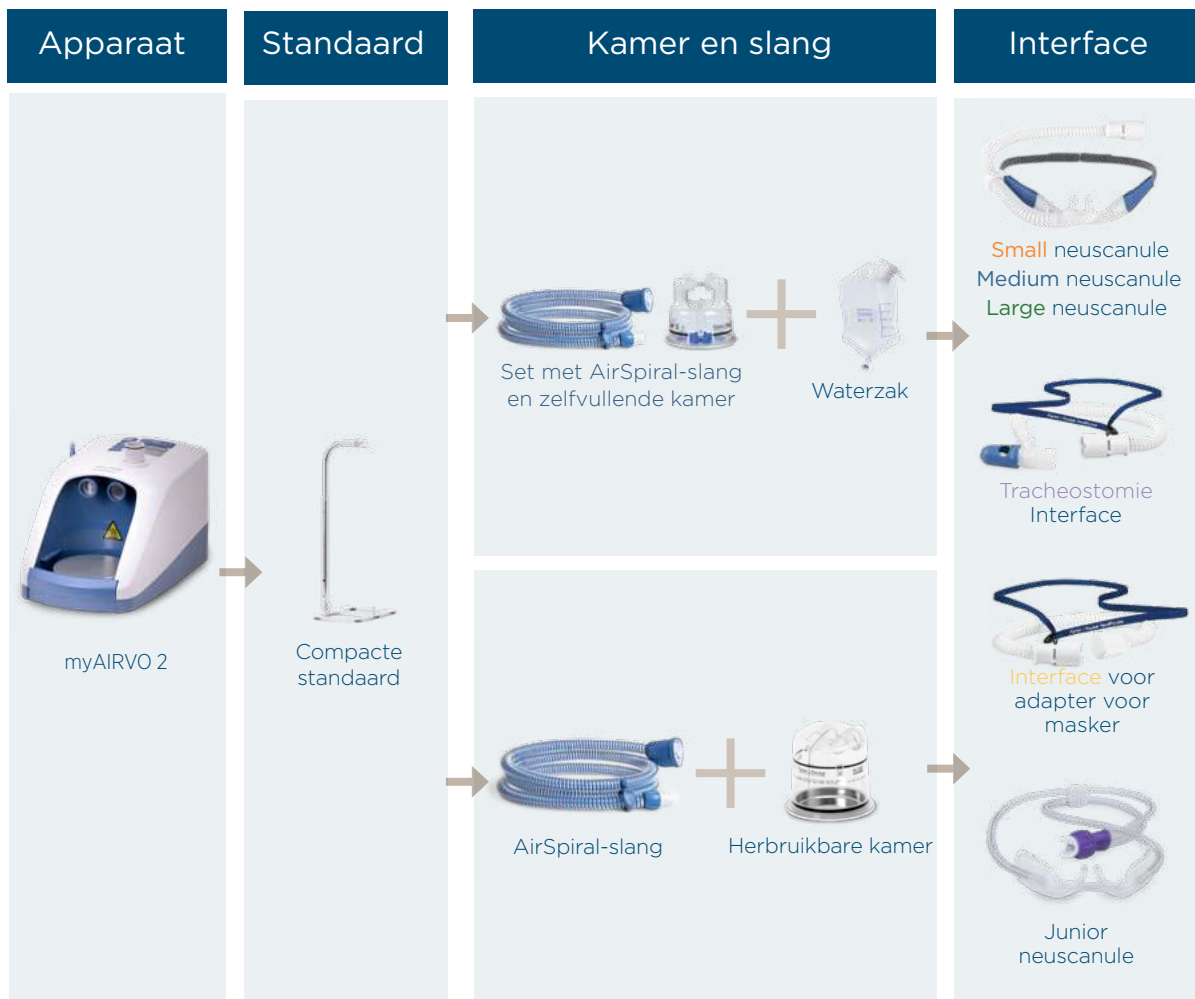 Apparaat
Standaard
Kamer en slang
Interface
myAIRVO 2
Compacte
standaard
Set met AirSpiral-slang
en zelfvullende kamer
Waterzak
AirSpiral-slang
Herbruikbare kamer
Small neuscanule
Medium neuscanule
Large neuscanule
Tracheostomie
Interface
Interface voor
adapter voor
masker
Junior
neuscanule